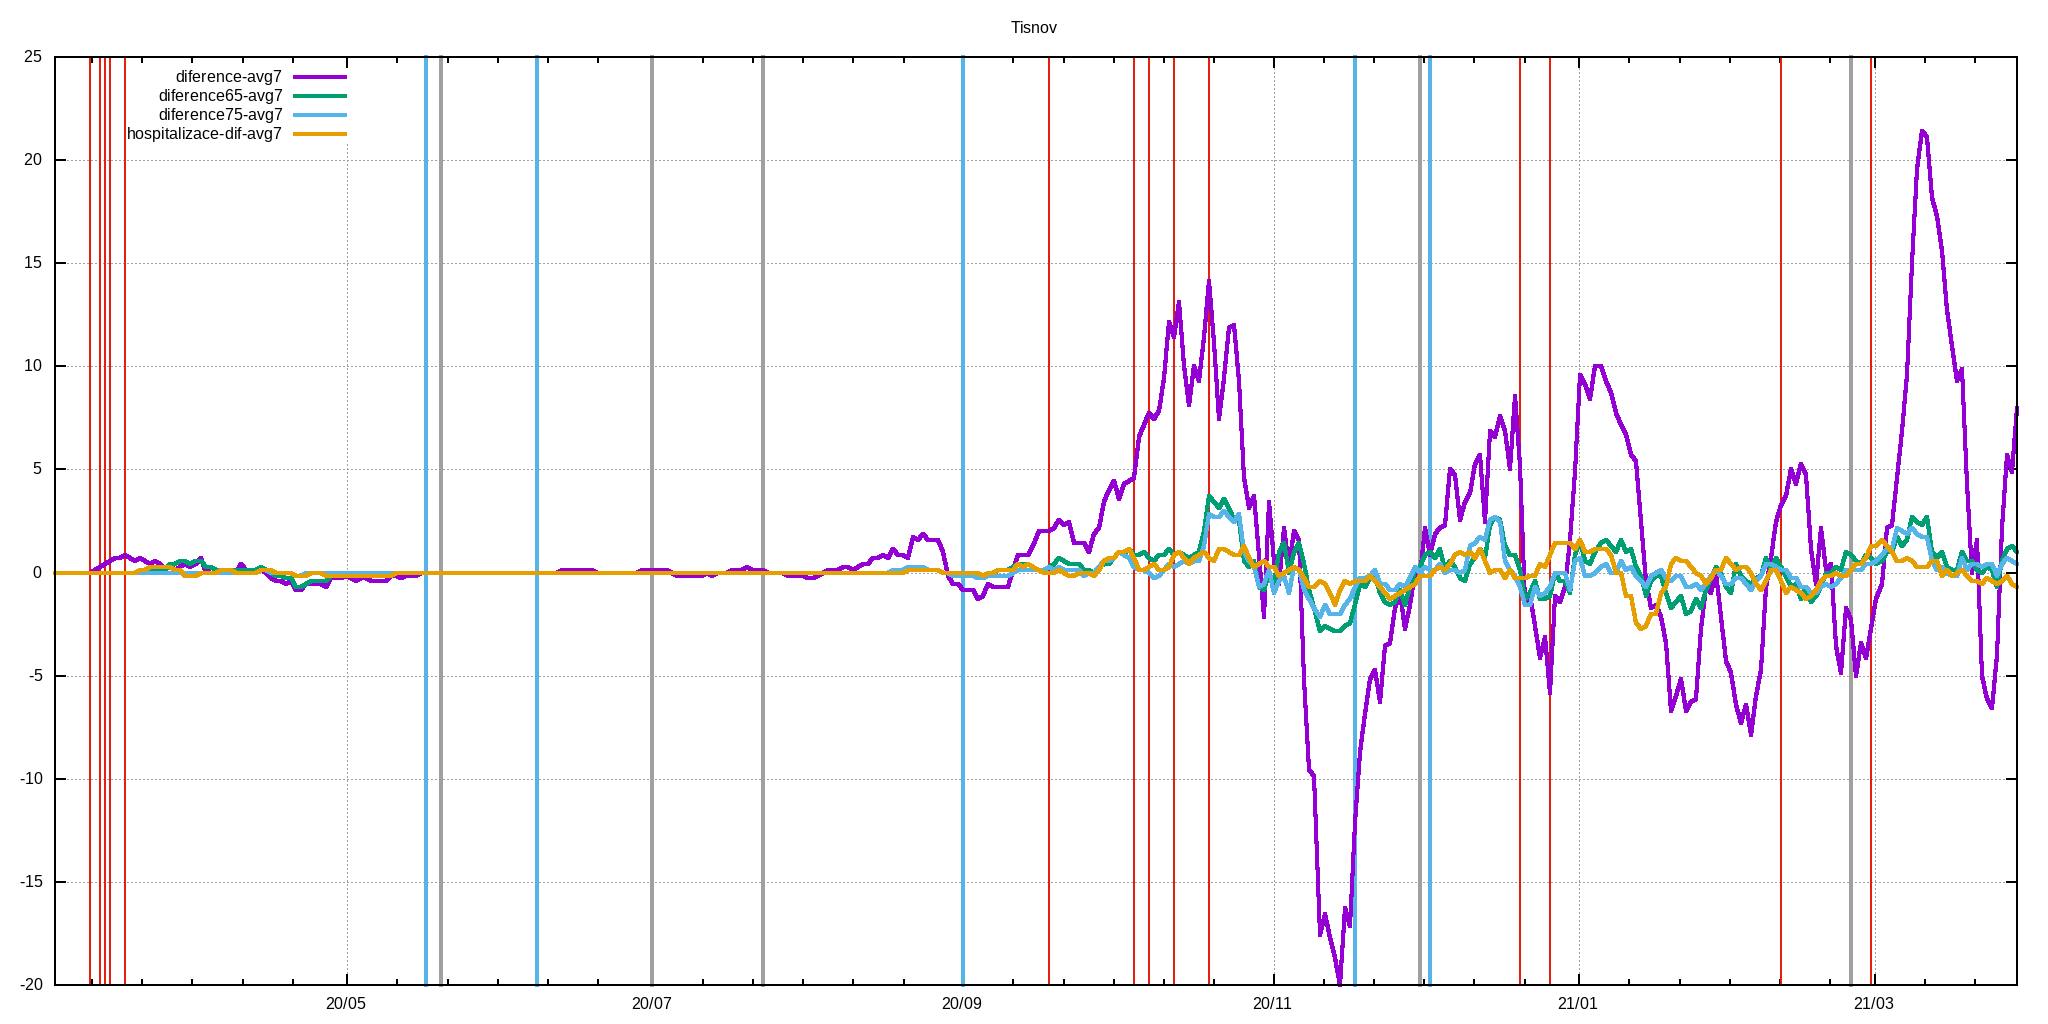 Tisnov
25
diference-avg7
diference65-avg7
diference75-avg7
hospitalizace-dif-avg7
20
15
10
5
0
-5
-10
-15
-20
20/05 20/07 20/09 20/11 21/01 21/03